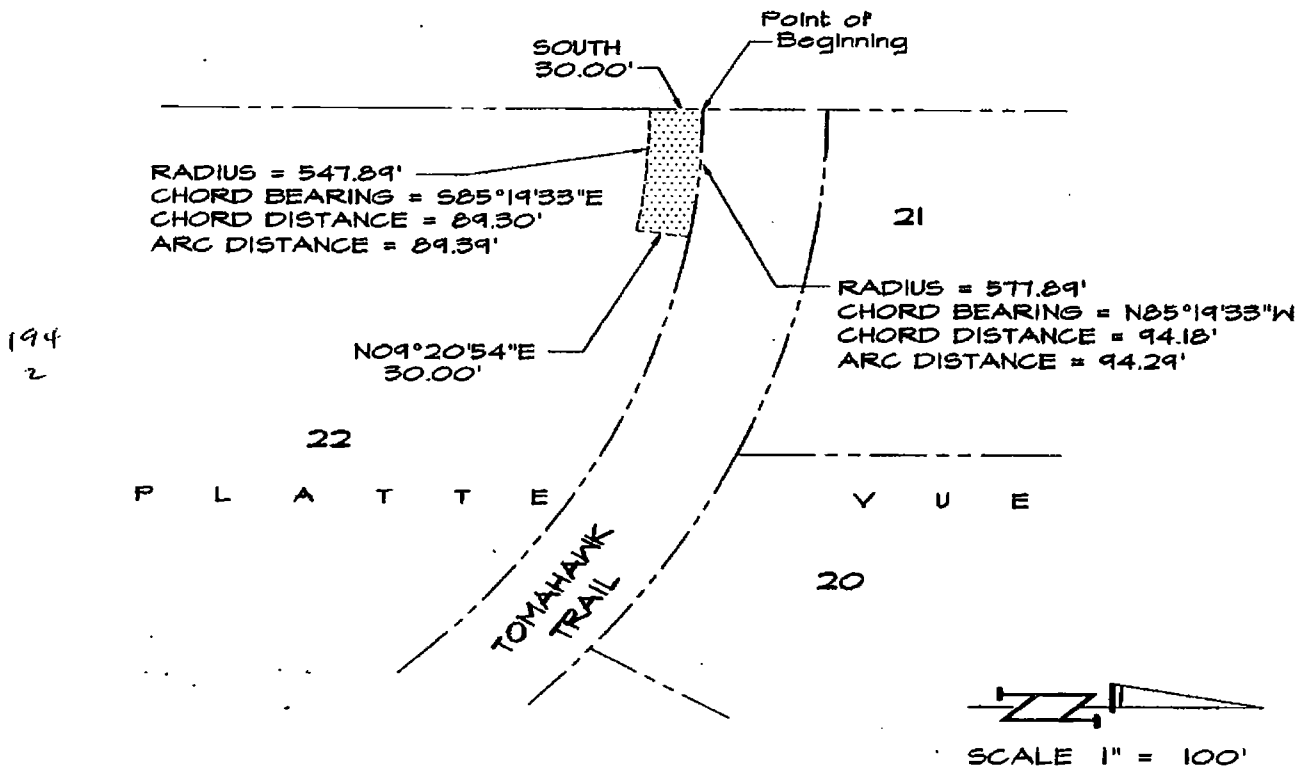 Point of
Beginning
SOUTH
30.00'
RADIUS = 547.89'
CHORD BEARING = S85°19'33"E
CHORD DISTANCE = 89.30'
ARC DISTANCE = 89.39'
21
RADIUS = 577.89'
CHORD BEARING = N85°19'33"W
CHORD DISTANCE = 94.18'
ARC DISTANCE = 94.29'
194
2
N09°20'54"E
30.00'
22
PLATTE VUE
TOMAHAWK
TRAIL
20
SCALE 1" = 100'